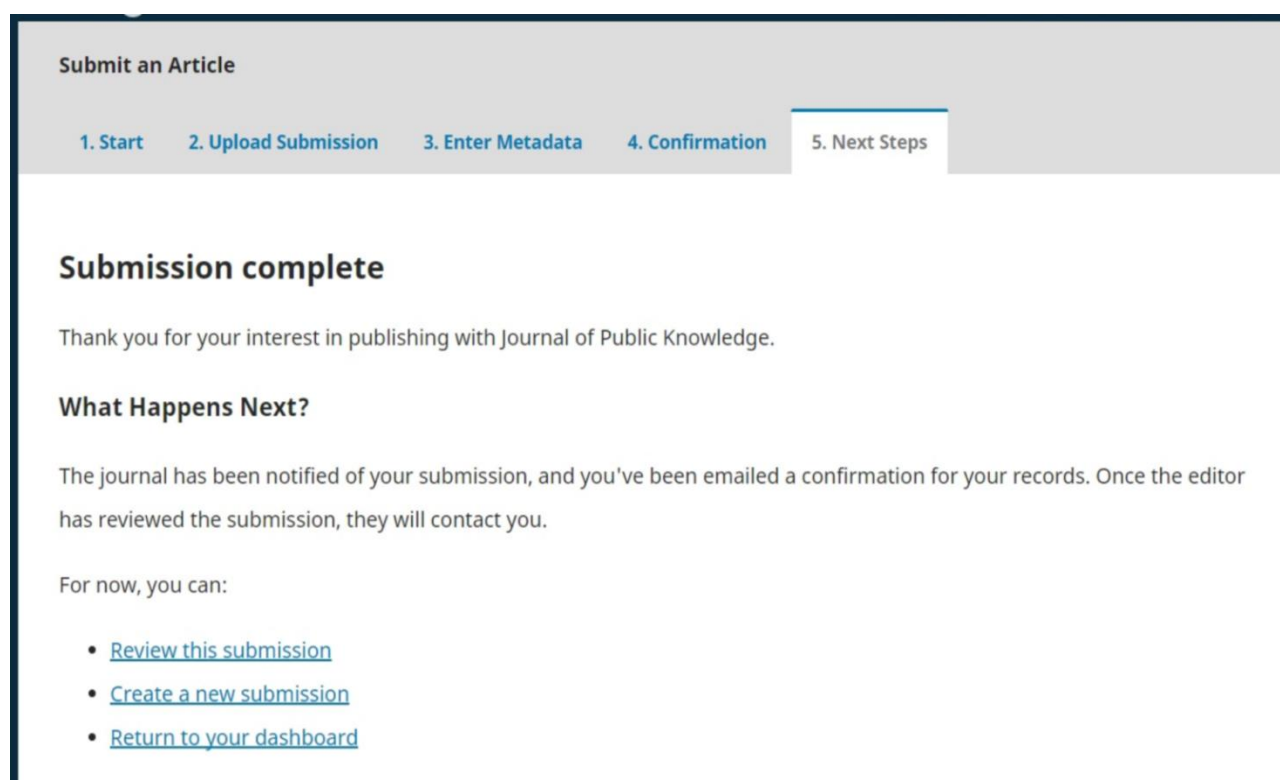 Submit an Article
1. Start 2. Upload Submission 3. Enter Metadata 4. Confirmation 5. Next Steps
Submission complete
Thank you for your interest in publishing with Journal of Public Knowledge.
What Happens Next?
The journal has been notified of your submission, and you've been emailed a confirmation for your records. Once the editor
has reviewed the submission, they will contact you.
For now, you can:
• Review this submission
• Create a new submission
• Return to your dashboard